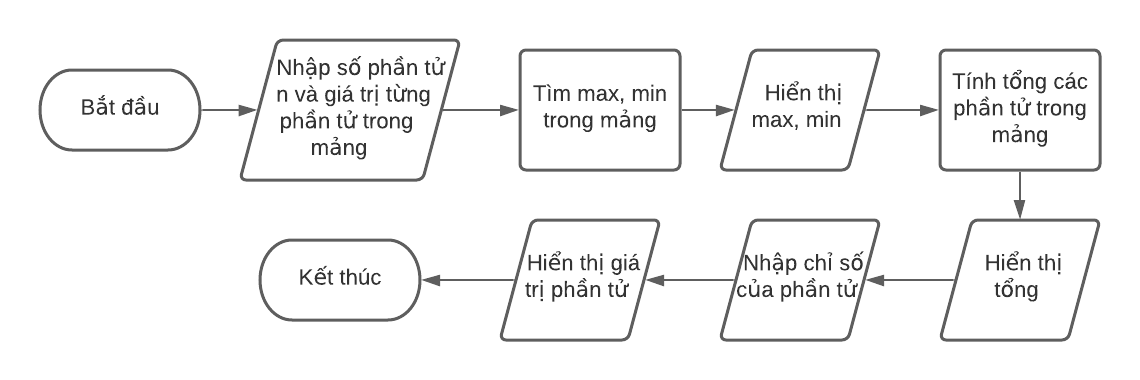 Bắt đầu
Nhập số phần tử
n và giá trị từng
phần tử trong
mảng
Tìm max, min
trong mảng
Hiển thị
max, min
Tính tổng các
phần tử trong
mảng
Hiển thị
tổng
Nhập chỉ số
của phần tử
Hiển thị giá
trị phần tử
Kết thúc